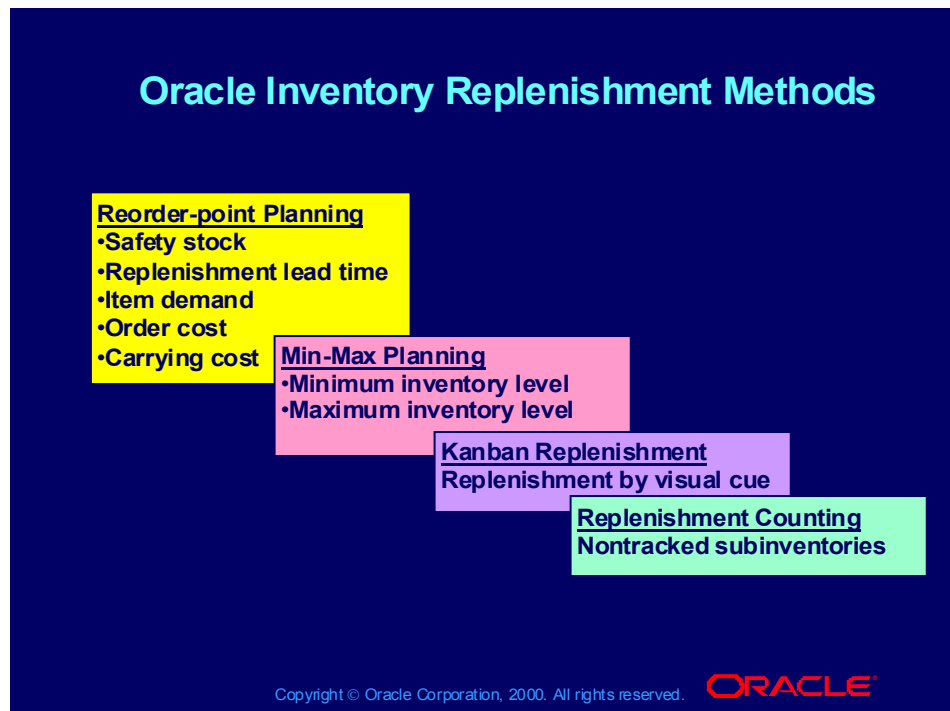 Oracle Inventory Replenishment Methods
Reorder-point Planning
•Safety stock
•Replenishment lead time
•Item demand
•Order cost
•Carrying cost
Min-Max Planning
•Minimum inventory level
•Maximum inventory level
Kanban Replenishment
Replenishment by visual cue
Replenishment Counting
Nontracked subinventories
Copyright © Oracle Corporation, 2000. All rights reserved.
ORACLE®